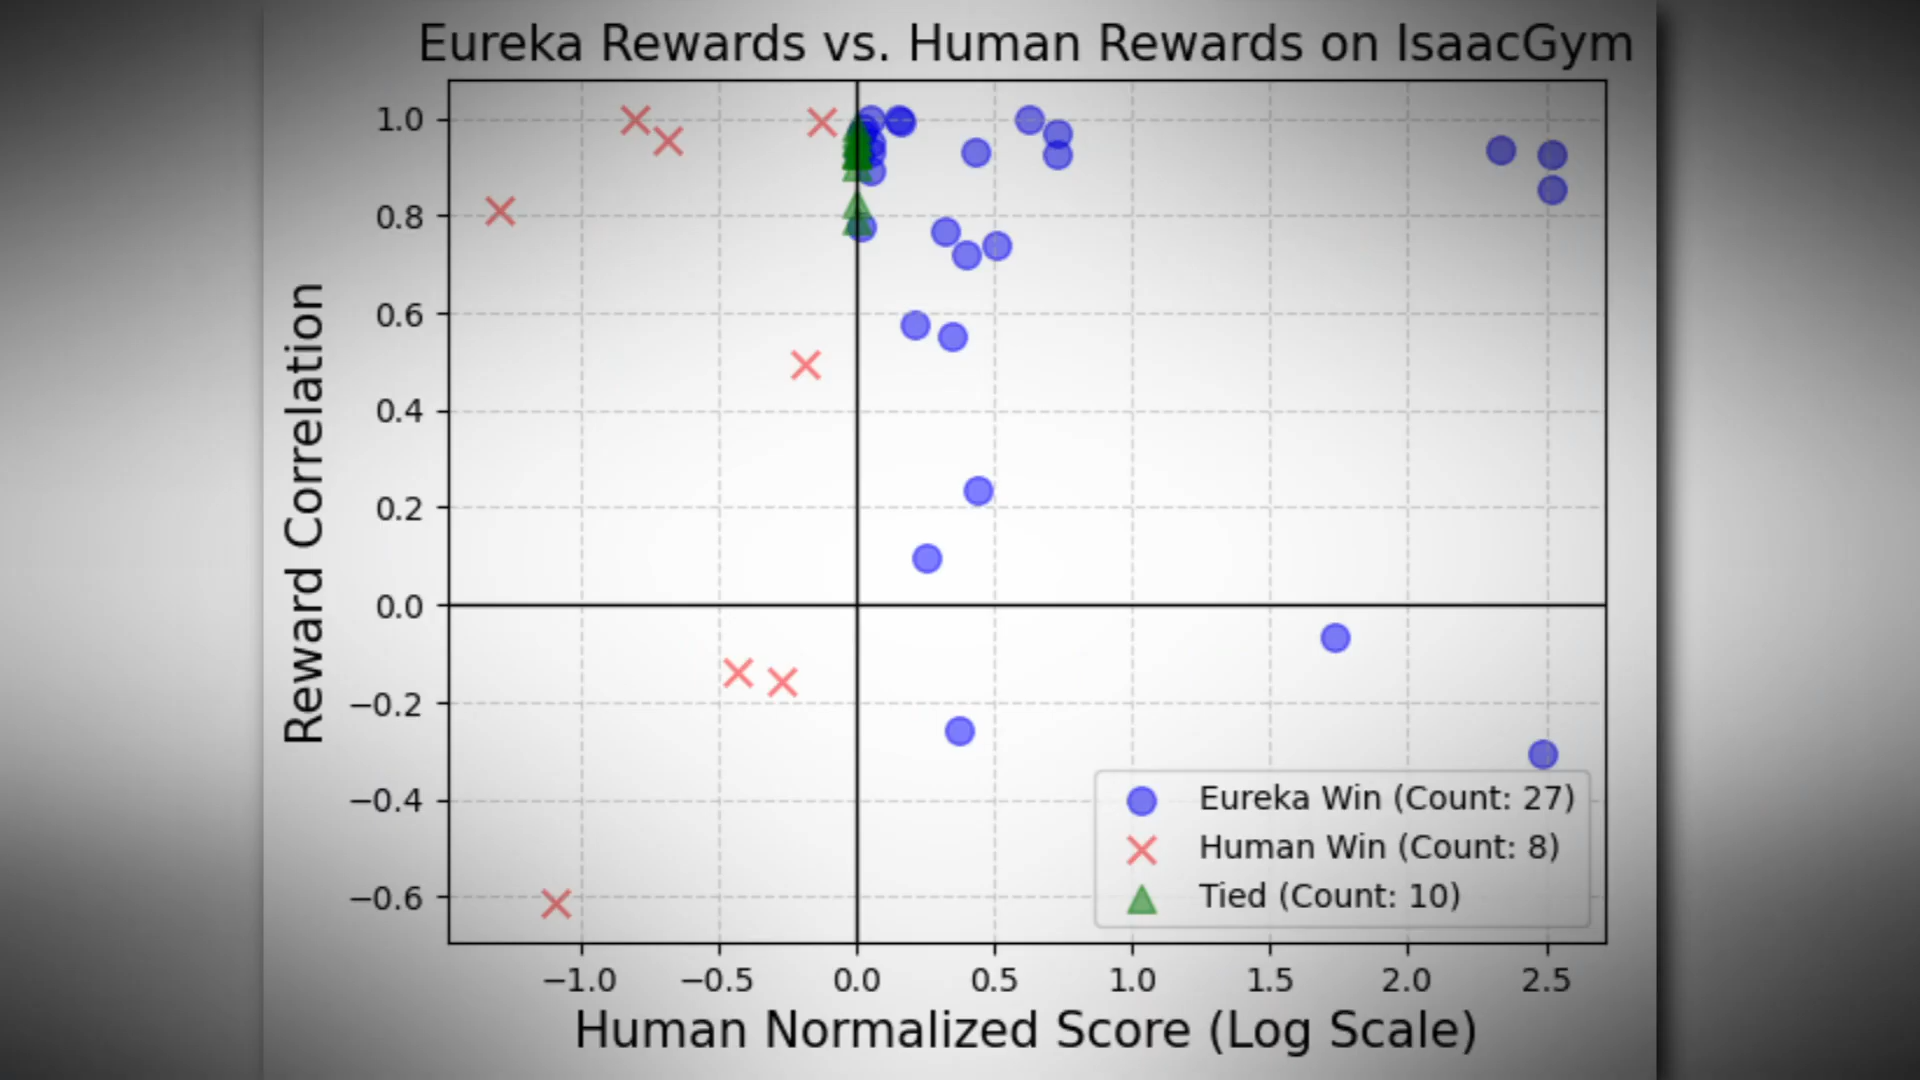 Eureka Rewards vs. Human Rewards on IsaacGym
1.0
0.8
0.6
0.4
0.2
0.0
−0.2
−0.4
−0.6
Reward Correlation
Eureka Win (Count: 27)
Human Win (Count: 8)
Tied (Count: 10)
−1.0 −0.5 0.0 0.5 1.0 1.5 2.0 2.5
Human Normalized Score (Log Scale)